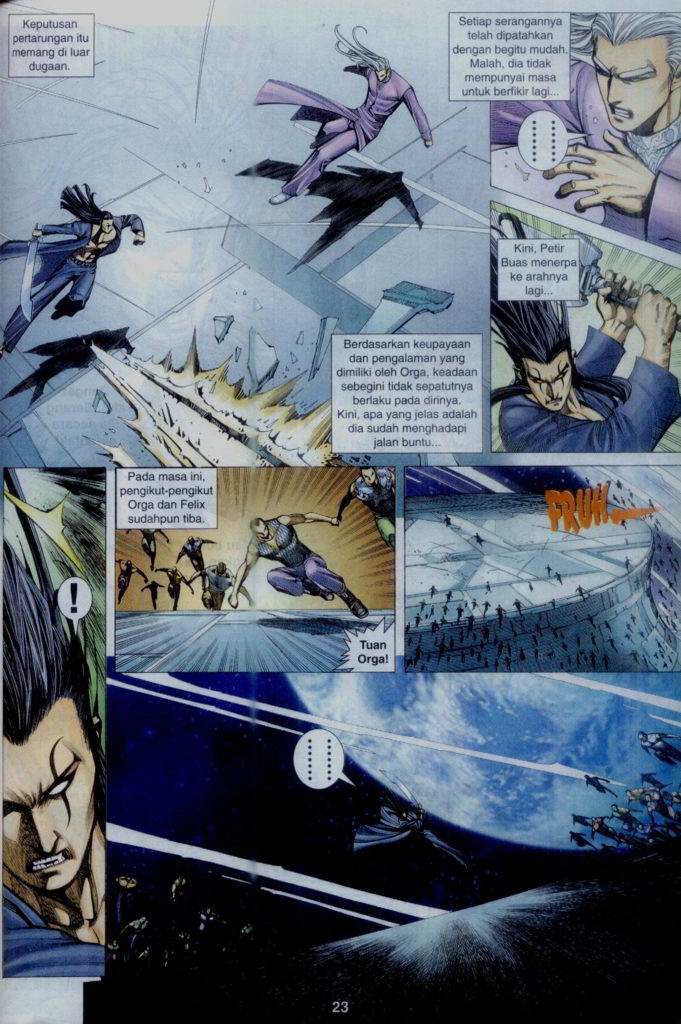 Keputusan
pertarungan itu
memang di luar
dugaan.
Setiap serangannya
telah dipatahkan
dengan begitu mudah.
Malah, dia tidak
mempunyai masa
untuk berfikir lagi...
Kini, Petir
Buas menerpa
ke arahnya
lagi...
Berdasarkan keupayaan
dan pengalaman yang
dimiliki oleh Orga, keadaan
sebegini tidak sepatutnya
berlaku pada dirinya.
Kini, apa yang jelas adalah
dia sudah menghadapi
jalan buntu...
!
Pada masa ini,
pengikut-pengikut
Orga dan Felix
sudahpun tiba.
Tuan
Orga!
FRUH
23